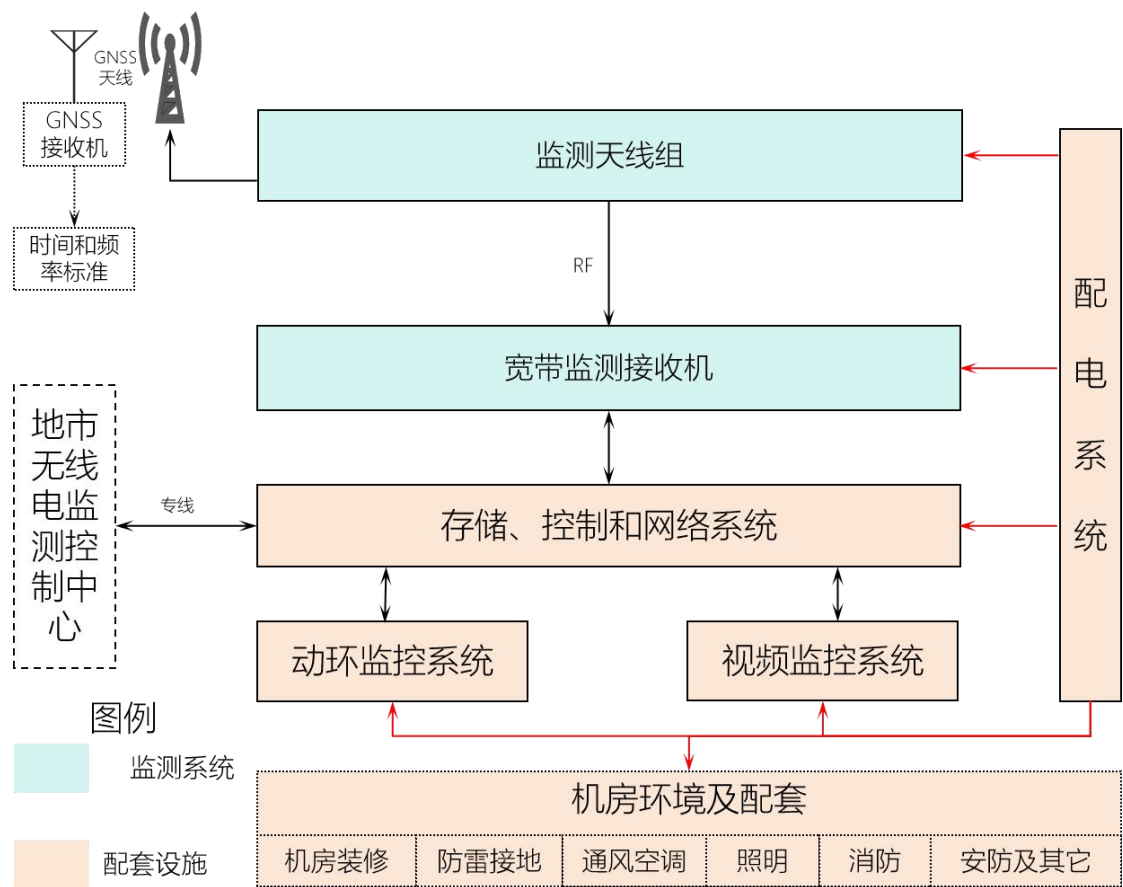 GNSS
天线
GNSS
接收机
监测天线组
时间和频
率标准
RF
宽带监测接收机
配
电
系
统
地市
无线
电监
测控
制中
心
专线
存储、控制和网络系统
动环监控系统
视频监控系统
图例
监测系统
配套设施
机房环境及配套
机房装修
防雷接地
通风空调
照明
消防
安防及其它